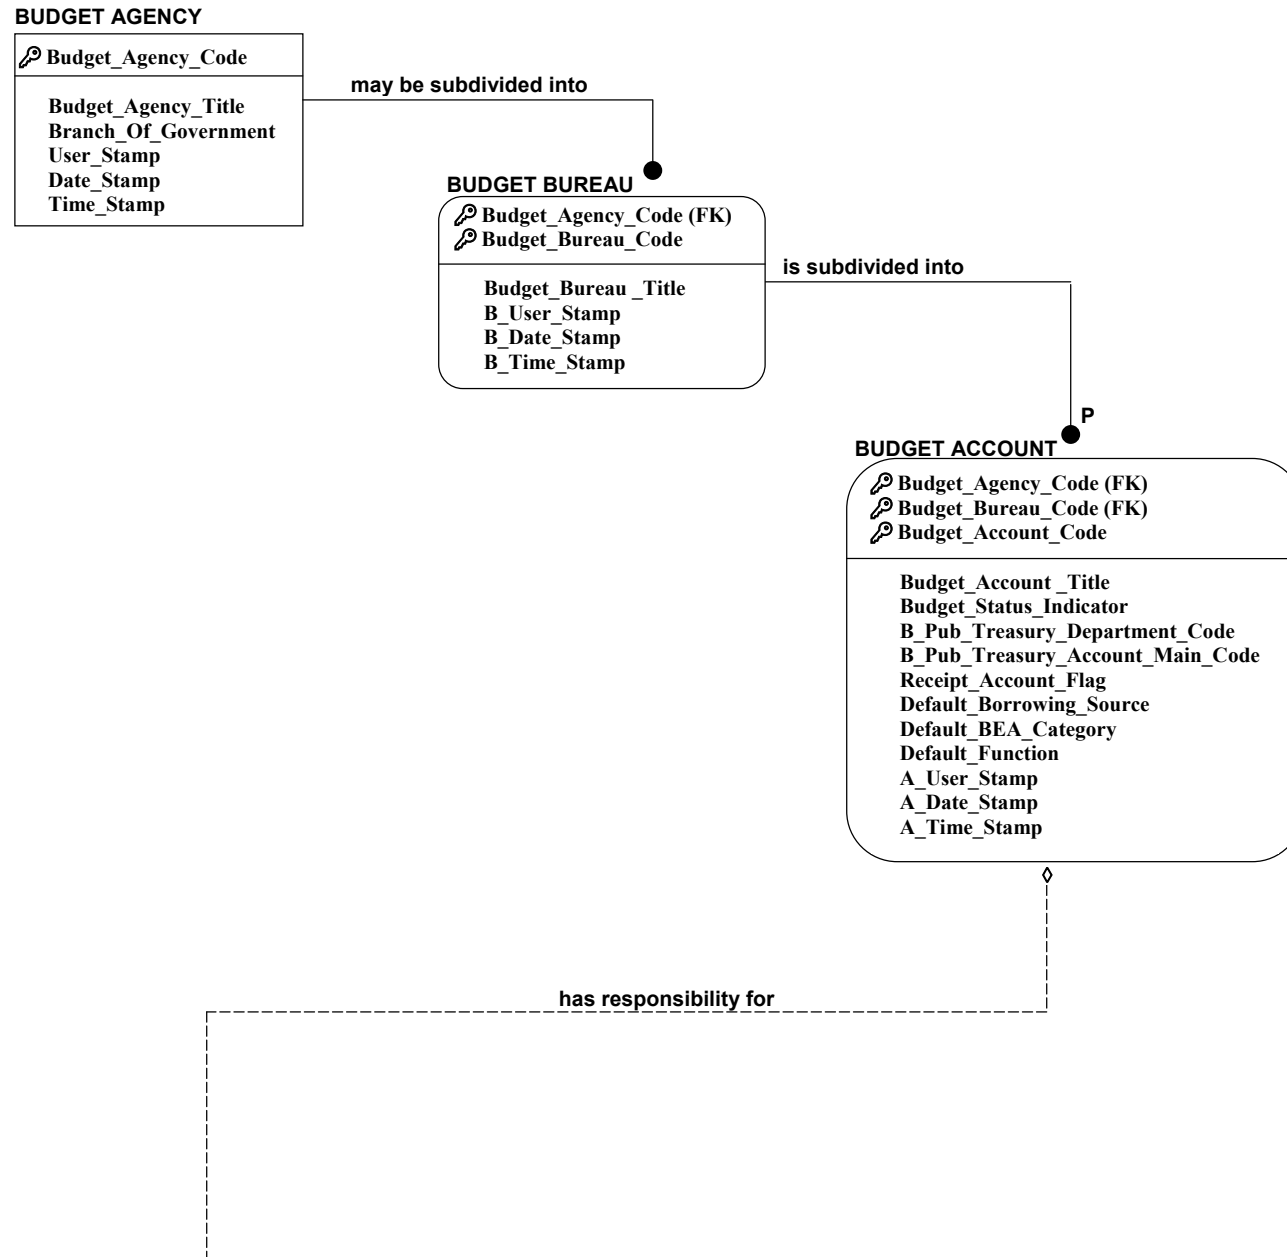 BUDGET AGENCY
Budget_Agency_Code
Budget_Agency_Title
Branch_Of_Government
User_Stamp
Date_Stamp
Time_Stamp
may be subdivided into
BUDGET BUREAU
Budget_Agency_Code (FK)
Budget_Bureau_Code
Budget_Bureau _Title
B_User_Stamp
B_Date_Stamp
B_Time_Stamp
is subdivided into
P
BUDGET ACCOUNT
Budget_Agency_Code (FK)
Budget_Bureau_Code (FK)
Budget_Account_Code
Budget_Account _Title
Budget_Status_Indicator
B_Pub_Treasury_Department_Code
B_Pub_Treasury_Account_Main_Code
Receipt_Account_Flag
Default_Borrowing_Source
Default_BEA_Category
Default_Function
A_User_Stamp
A_Date_Stamp
A_Time_Stamp
has responsibility for